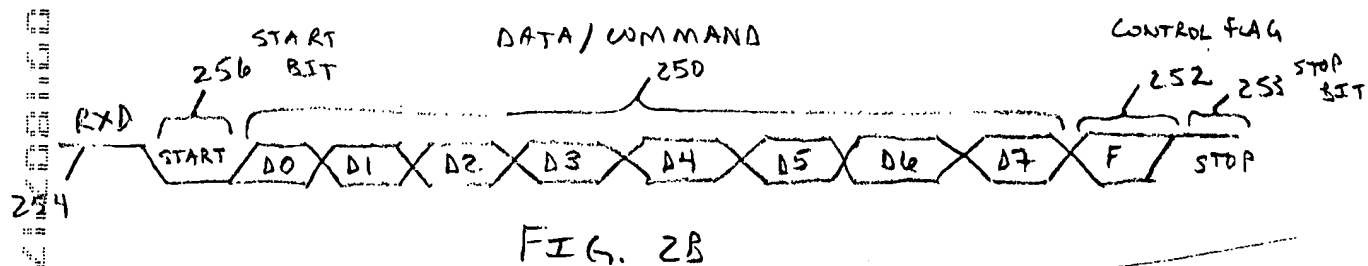 START BIT 256
DATA/COMMAND 250
CONTROL FLAG 252
STOP BIT 253
RXD 254
START D0 D1 D2 D3 D4 D5 D6 D7 F STOP
FIG. 2B